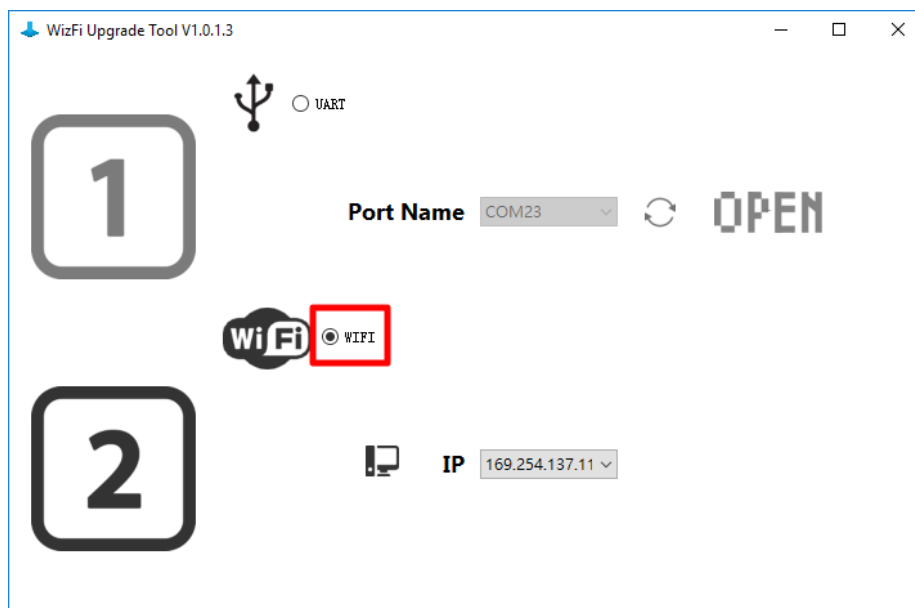 WizFi Upgrade Tool V1.0.1.3
UART
1
Port Name COM23 OPEN
WiFi WIFI
2
IP 169.254.137.11